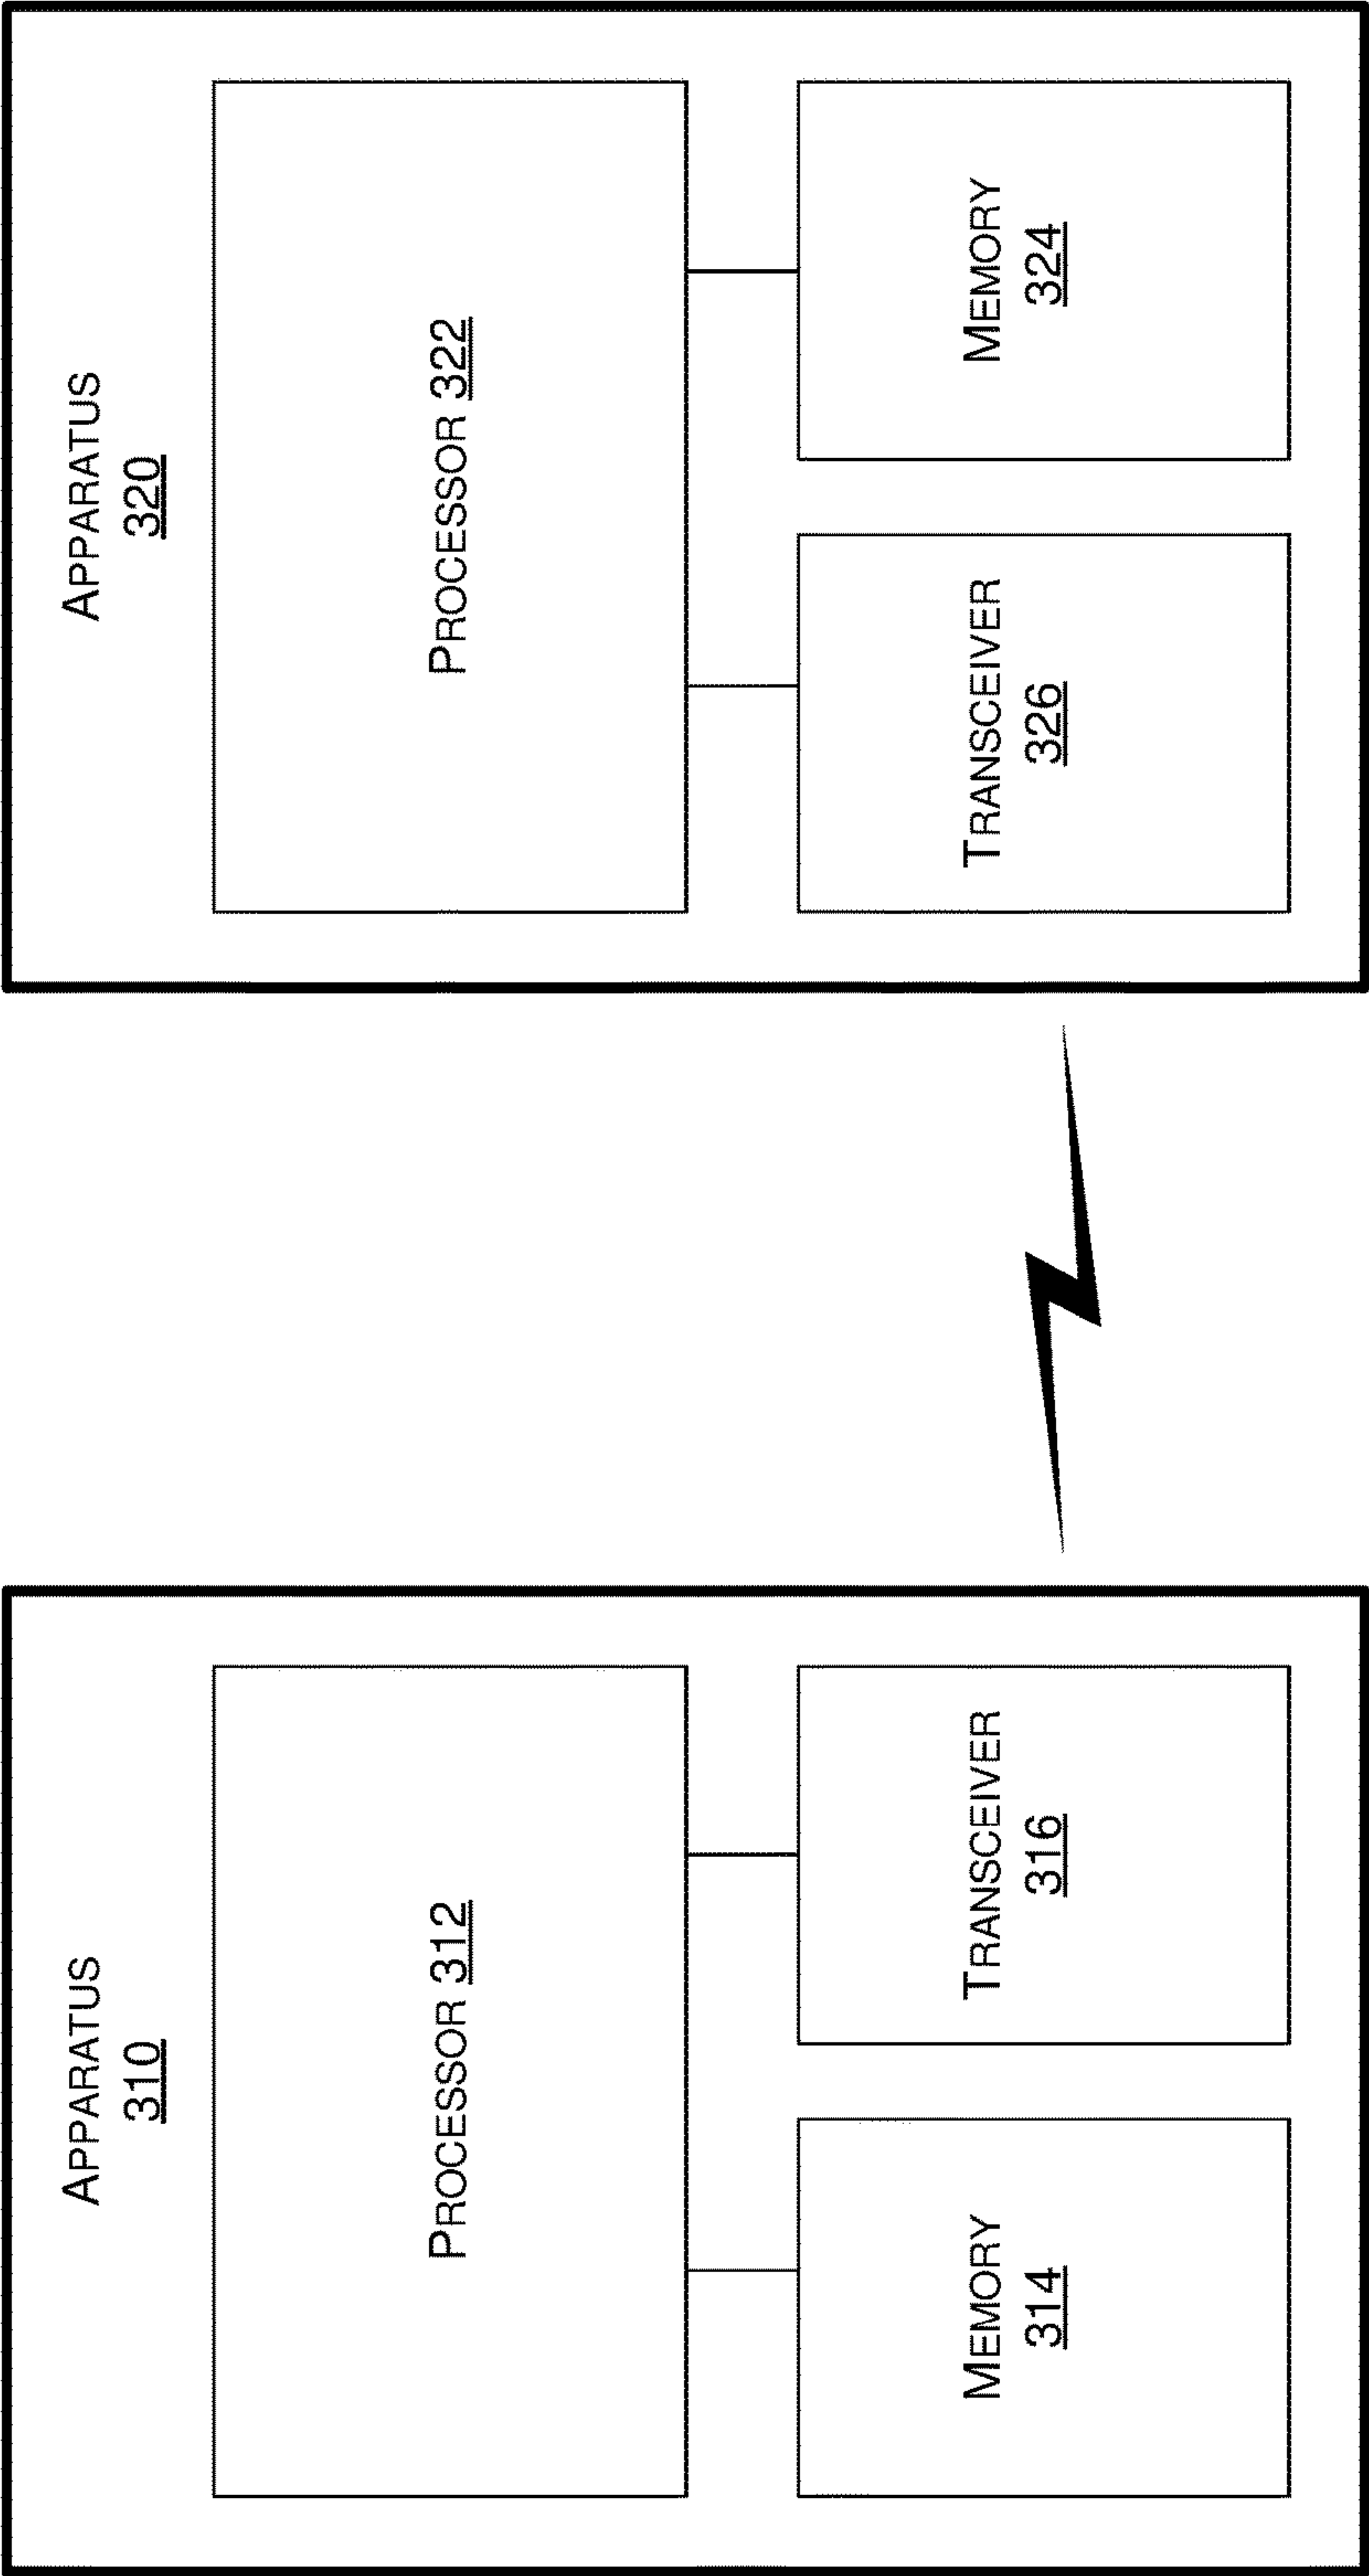 APPARATUS
310
PROCESSOR 312
MEMORY
314
TRANSCEIVER
316
APPARATUS
320
PROCESSOR 322
TRANSCEIVER
326
MEMORY
324